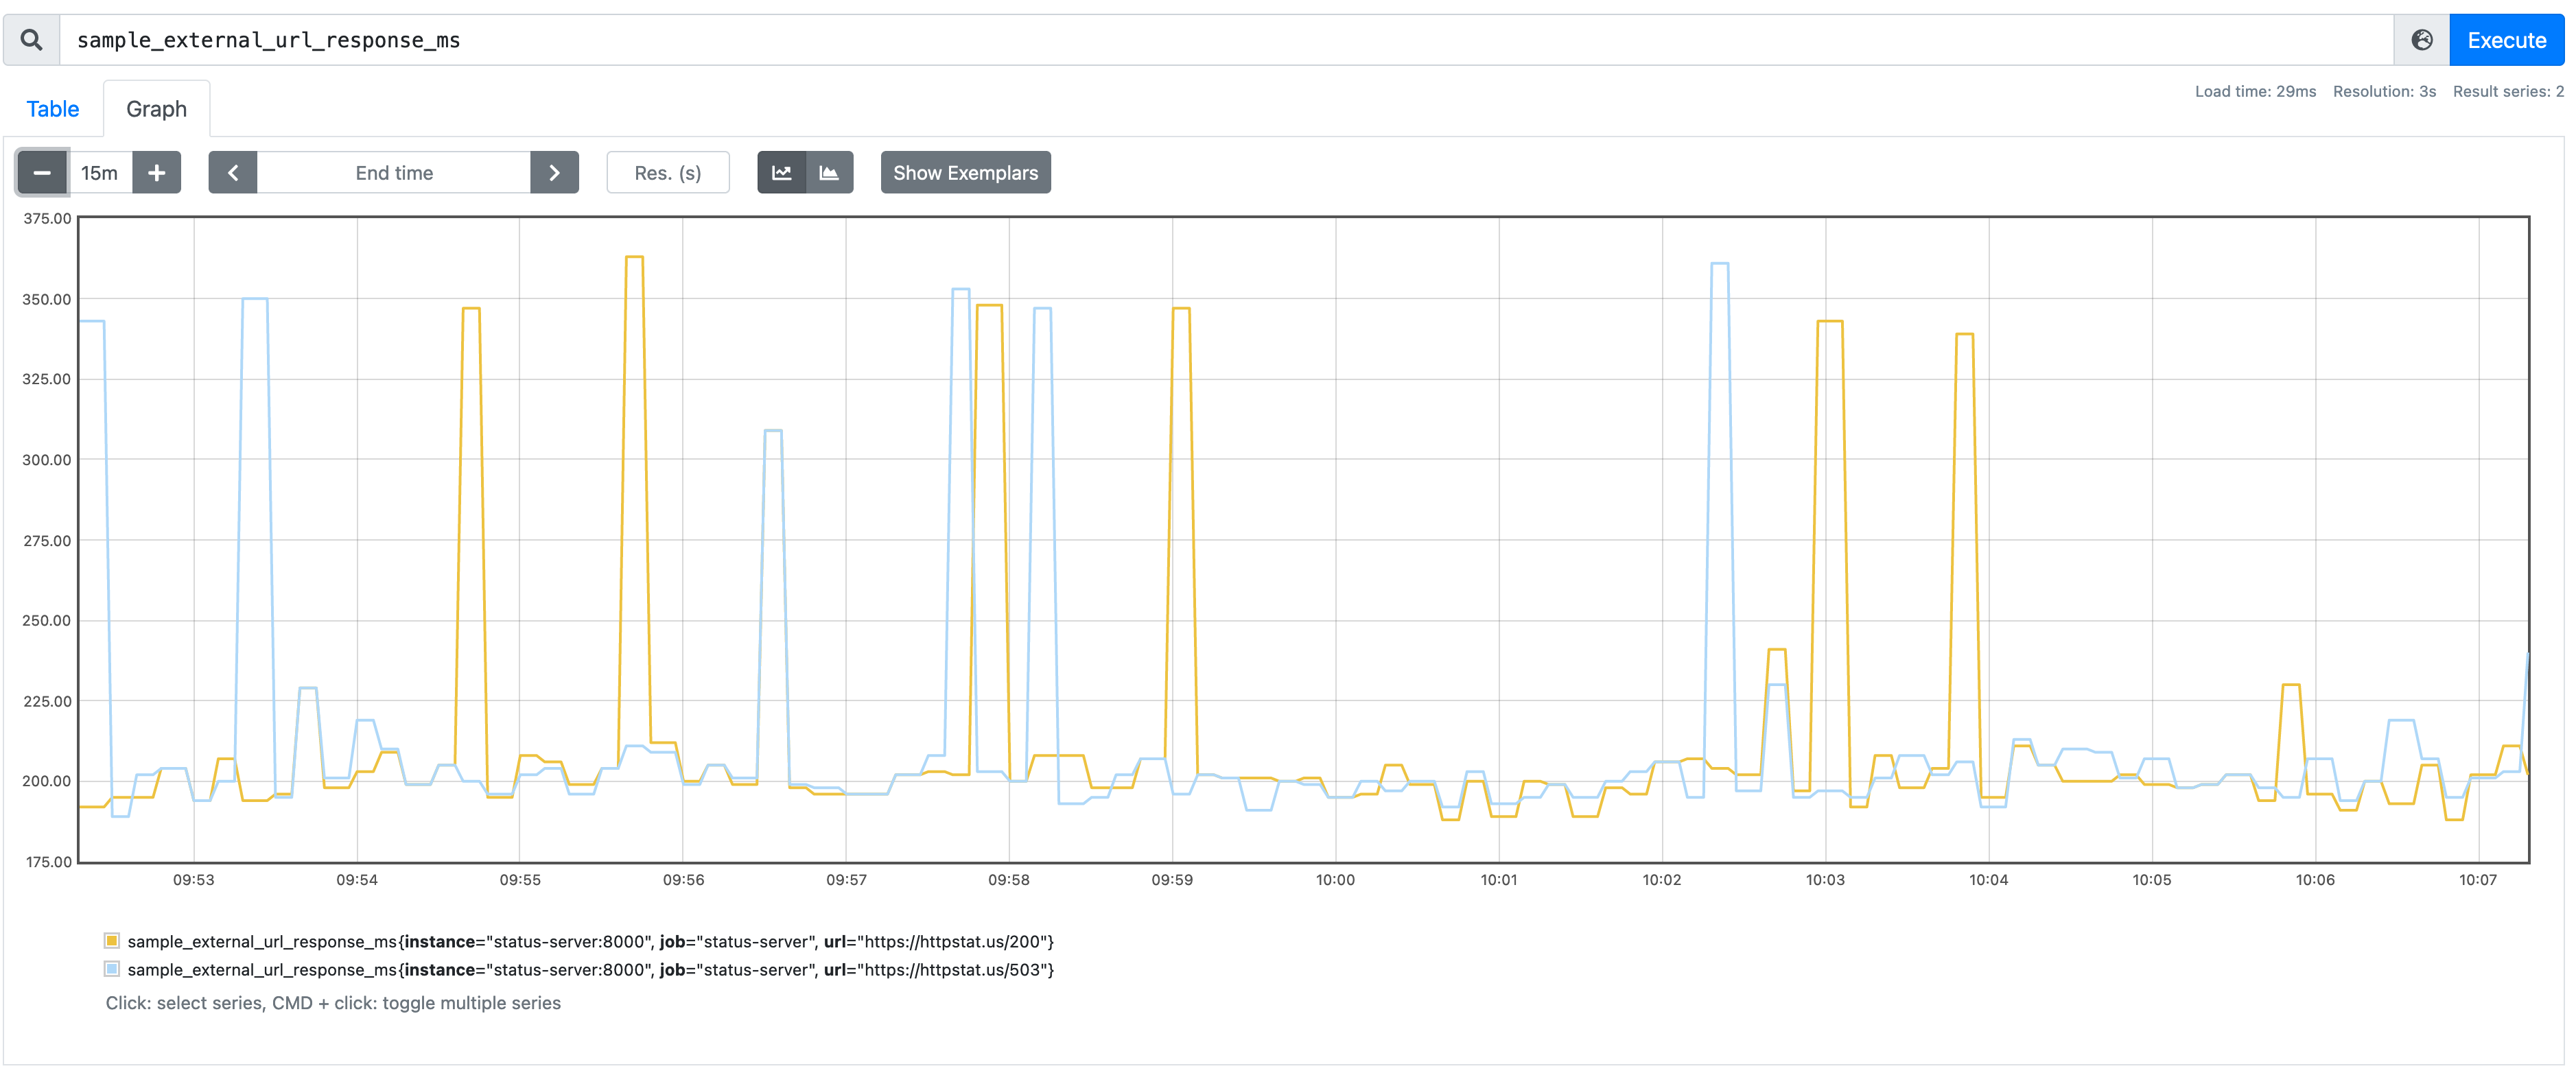 sample_external_url_response_ms
Execute
Load time: 29ms Resolution: 3s Result series: 2
Table Graph
15m
End time
Res. (s)
Show Exemplars
375.00
350.00
325.00
300.00
275.00
250.00
225.00
200.00
175.00
09:53 09:54 09:55 09:56 09:57 09:58 09:59 10:00 10:01 10:02 10:03 10:04 10:05 10:06 10:07
sample_external_url_response_ms{instance="status-server:8000", job="status-server", url="https://httpstat.us/200"}
sample_external_url_response_ms{instance="status-server:8000", job="status-server", url="https://httpstat.us/503"}
Click: select series, CMD + click: toggle multiple series